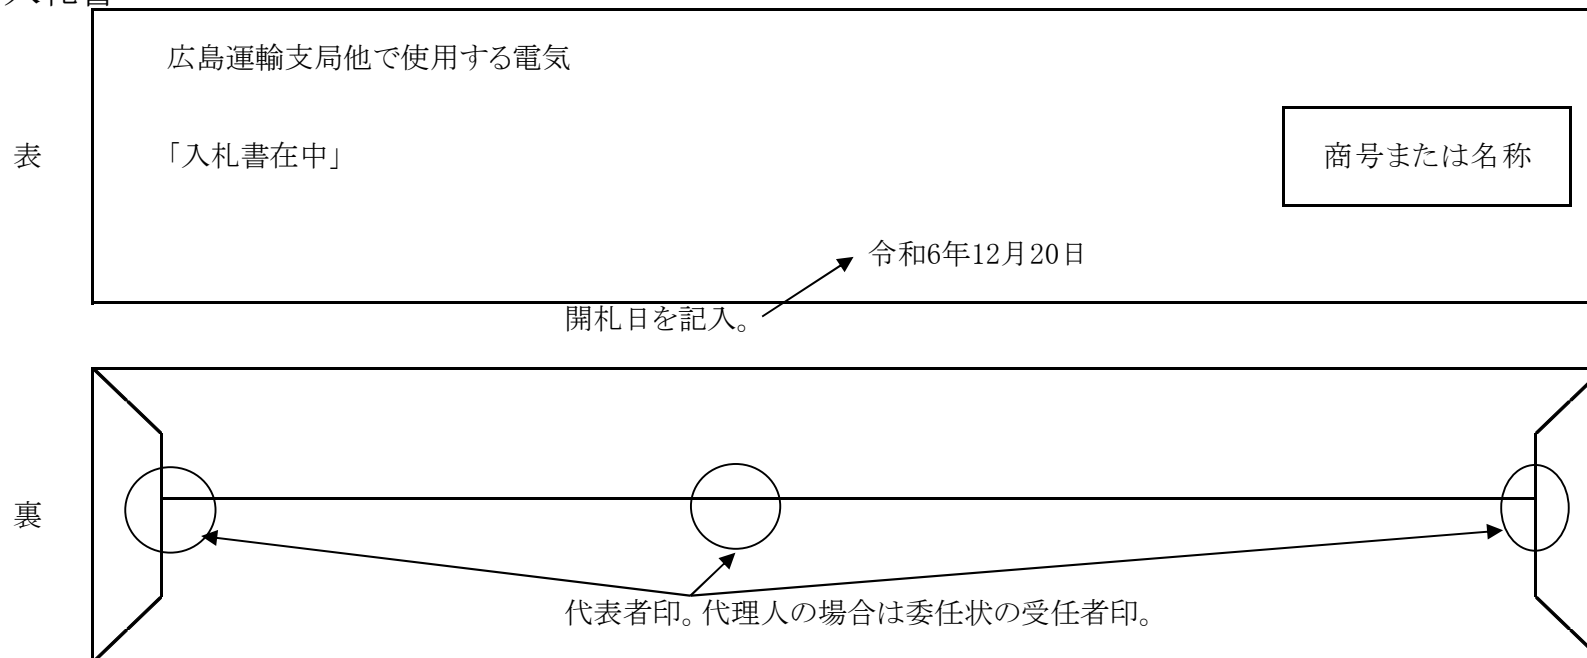 広島運輸支局他で使用する電気
表
「入札書在中」
商号または名称
令和6年12月20日
開札日を記入。
裏
代表者印。代理人の場合は委任状の受任者印。